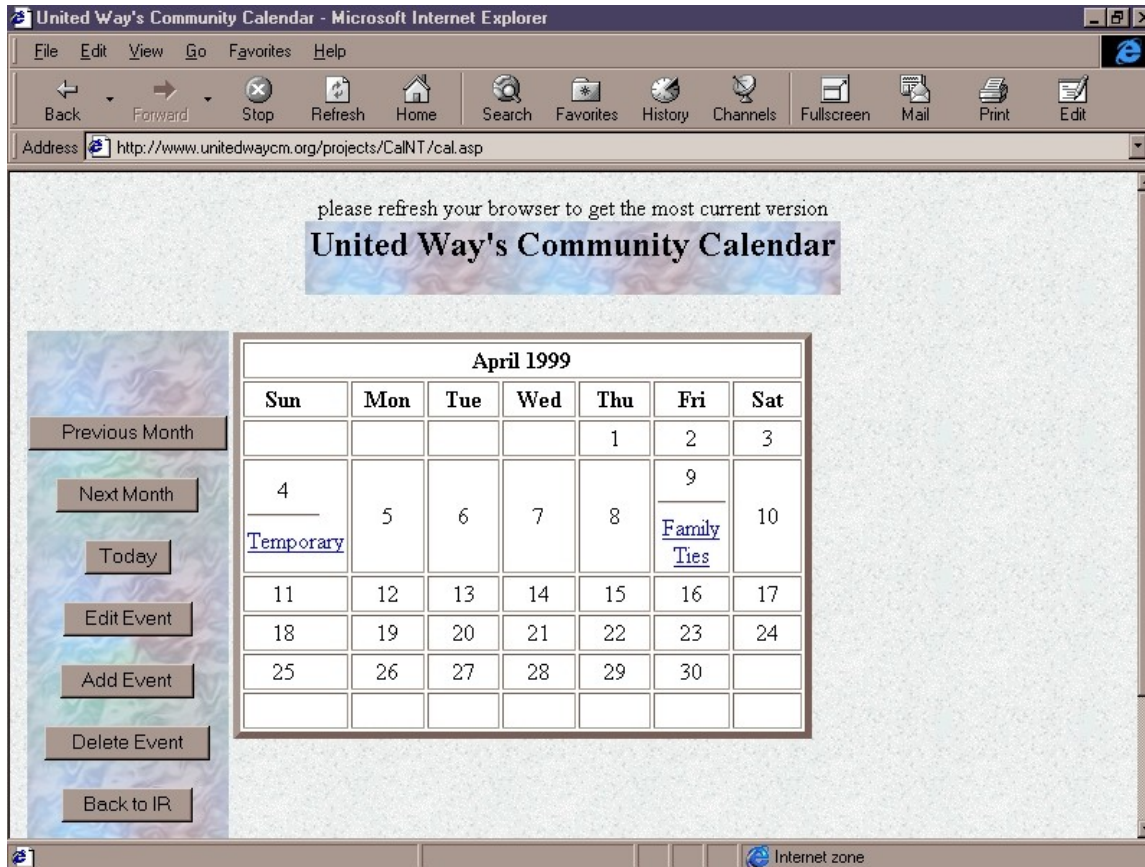 United Way's Community Calendar - Microsoft Internet Explorer
File Edit View Go Favorites Help
Back Forward Stop Refresh Home Search Favorites History Channels Fullscreen Mail Print Edit
Address http://www.unitedwaycm.org/projects/CalNT/cal.asp
please refresh your browser to get the most current version
United Way's Community Calendar
April 1999
Sun Mon Tue Wed Thu Fri Sat
1 2 3
4 5 6 7 8 9 10
Temporary Family
Ties
11 12 13 14 15 16 17
18 19 20 21 22 23 24
25 26 27 28 29 30
Previous Month
Next Month
Today
Edit Event
Add Event
Delete Event
Back to IR
Internet zone